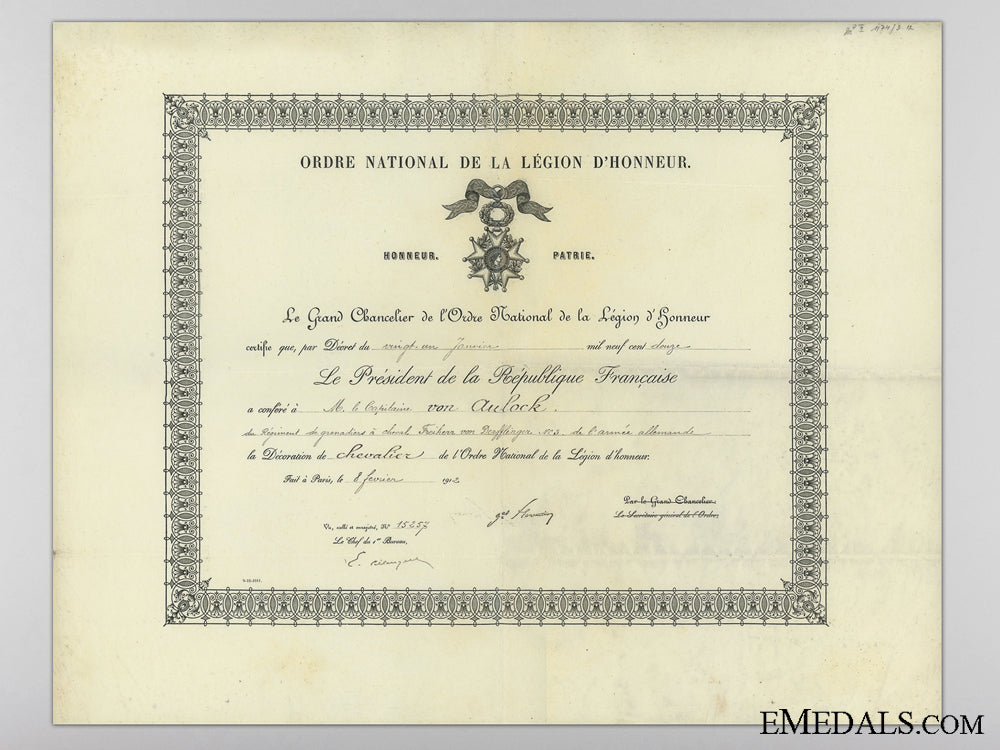 ORDRE NATIONAL DE LA LÉGION D'HONNEUR.
HONNEUR. PATRIE.
Le Grand Chancelier de l'Ordre National de la Légion d'Honneur
certifie que, par Décret du vingt un Janvier mil neuf cent douze
Le Président de la République Française
a conféré à M. le Capitaine von Aulock.
du Régiment de grenadiers à cheval Freiherr von Derfflinger No 3 de l'armée allemande
la Décoration de chevalier de l'Ordre National de la Légion d'honneur.
Fait à Paris, le 8 février 1912
Par le Grand Chancelier
Le Secrétaire général de l'Ordre,
Vu, scellé et enregistré, No 15257
Le Chef du 1er Bureau,
EMEDALS.COM